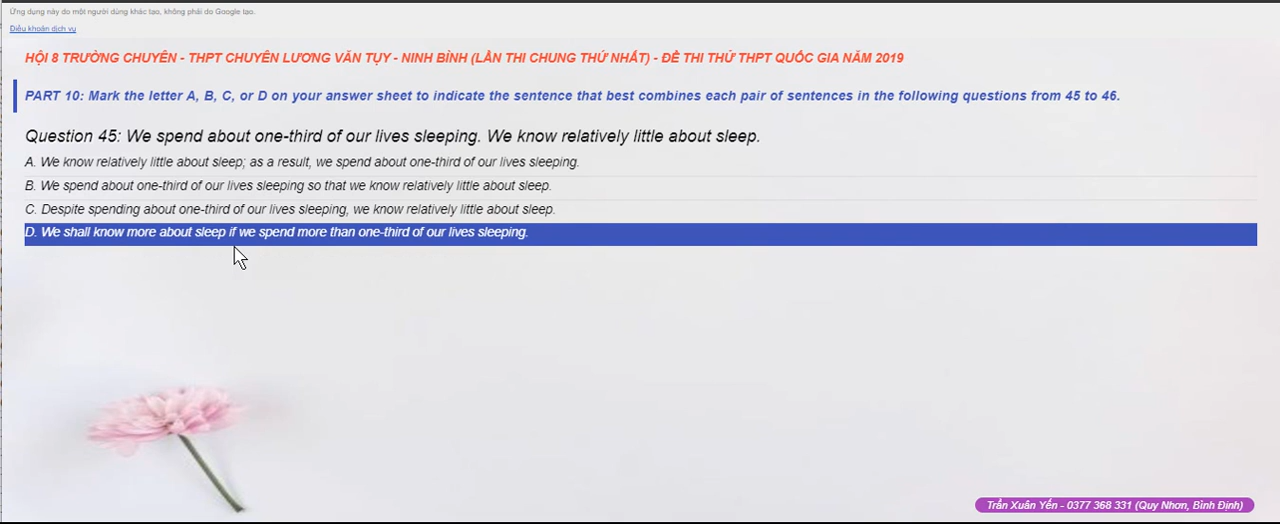 Ứng dụng này do một người dùng khác tạo, không phải do Google tạo.
Điều khoản dịch vụ
HỘI 8 TRƯỜNG CHUYÊN - THPT CHUYÊN LƯƠNG VĂN TỤY - NINH BÌNH (LẦN THI CHUNG THỨ NHẤT) - ĐỀ THI THỬ THPT QUỐC GIA NĂM 2019
PART 10: Mark the letter A, B, C, or D on your answer sheet to indicate the sentence that best combines each pair of sentences in the following questions from 45 to 46.
Question 45: We spend about one-third of our lives sleeping. We know relatively little about sleep.
A. We know relatively little about sleep; as a result, we spend about one-third of our lives sleeping.
B. We spend about one-third of our lives sleeping so that we know relatively little about sleep.
C. Despite spending about one-third of our lives sleeping, we know relatively little about sleep.
D. We shall know more about sleep if we spend more than one-third of our lives sleeping.
Trần Xuân Yến - 0377 368 331 (Quy Nhơn, Bình Định)